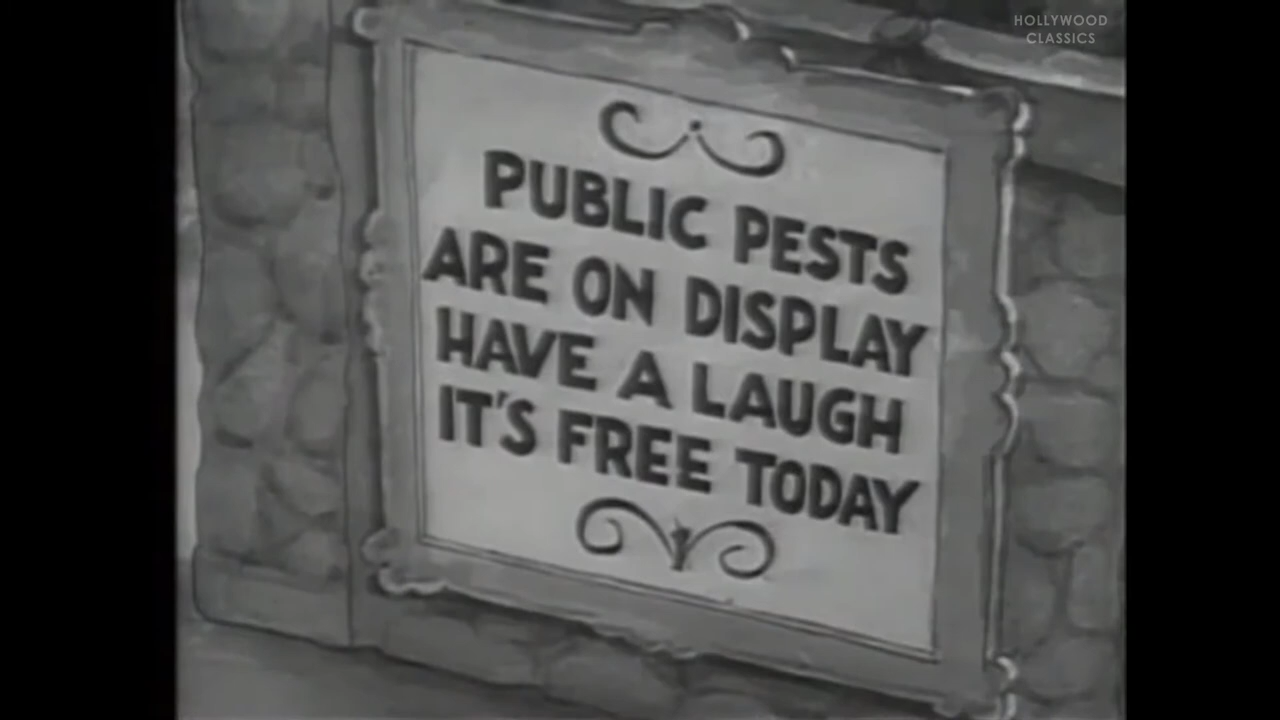 HOLLYWOOD
CLASSICS
PUBLIC PESTS
ARE ON DISPLAY
HAVE A LAUGH
IT'S FREE TODAY